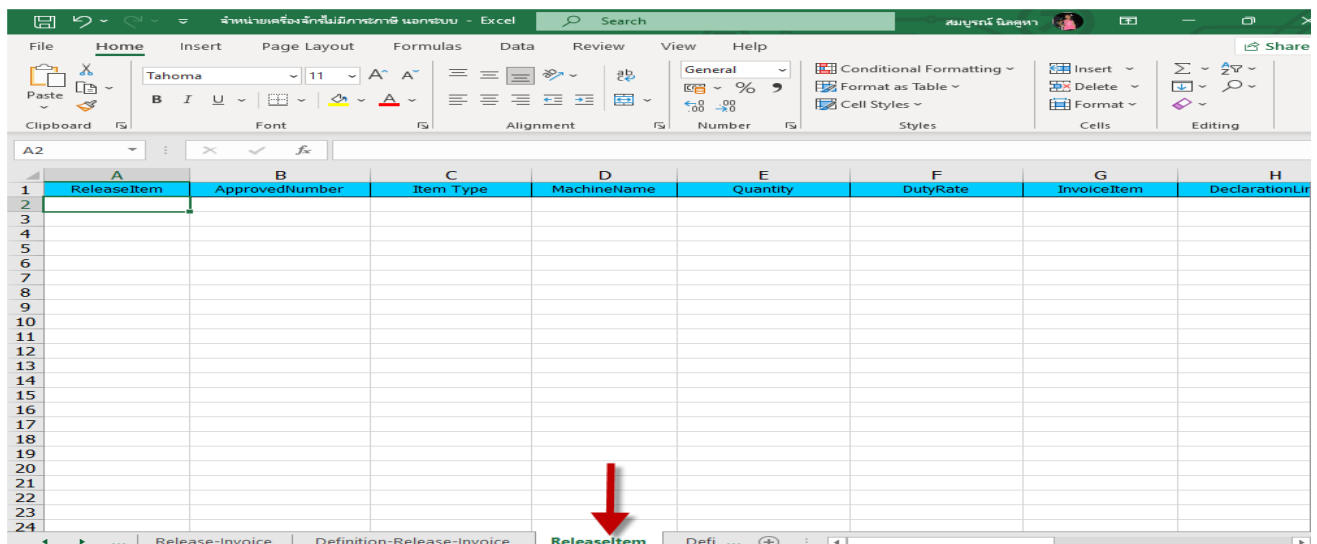 จำหน่ายเครื่องจักรไม่มีภาระภาษี นอกระบบ - Excel Search สมบูรณ์ นิลคูหา
File Home Insert Page Layout Formulas Data Review View Help Share
Tahoma 11 A A ab General Conditional Formatting Insert Σ
Paste B I U A % 9 Format as Table Delete
Cell Styles Format
Clipboard Font Alignment Number Styles Cells Editing
A2 fx
A B C D E F G H
1 ReleaseItem ApprovedNumber Item Type MachineName Quantity DutyRate InvoiceItem DeclarationLin
2
3
4
5
6
7
8
9
10
11
12
13
14
15
16
17
18
19
20
21
22
23
24
... Release-Invoice Definition-Release-Invoice ReleaseItem Defi ...